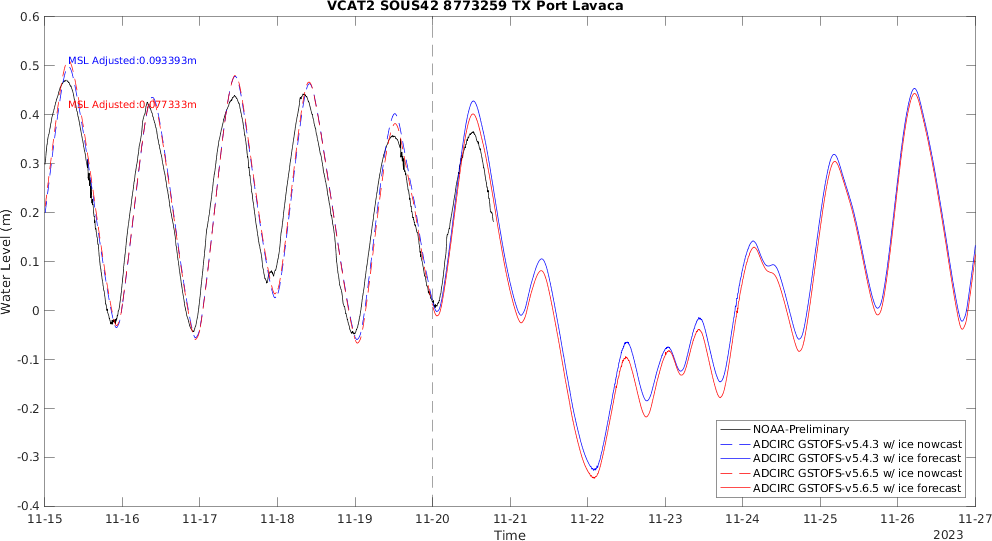 VCAT2 SOUS42 8773259 TX Port Lavaca
0.6
0.5
0.4
0.3
0.2
0.1
0
-0.1
-0.2
-0.3
-0.4
Water Level (m)
MSL Adjusted:0.093393m
MSL Adjusted:0.077333m
NOAA-Preliminary
ADCIRC GSTOFS-v5.4.3 w/ ice nowcast
ADCIRC GSTOFS-v5.4.3 w/ ice forecast
ADCIRC GSTOFS-v5.6.5 w/ ice nowcast
ADCIRC GSTOFS-v5.6.5 w/ ice forecast
11-15 11-16 11-17 11-18 11-19 11-20 11-21 11-22 11-23 11-24 11-25 11-26 11-27
Time
2023